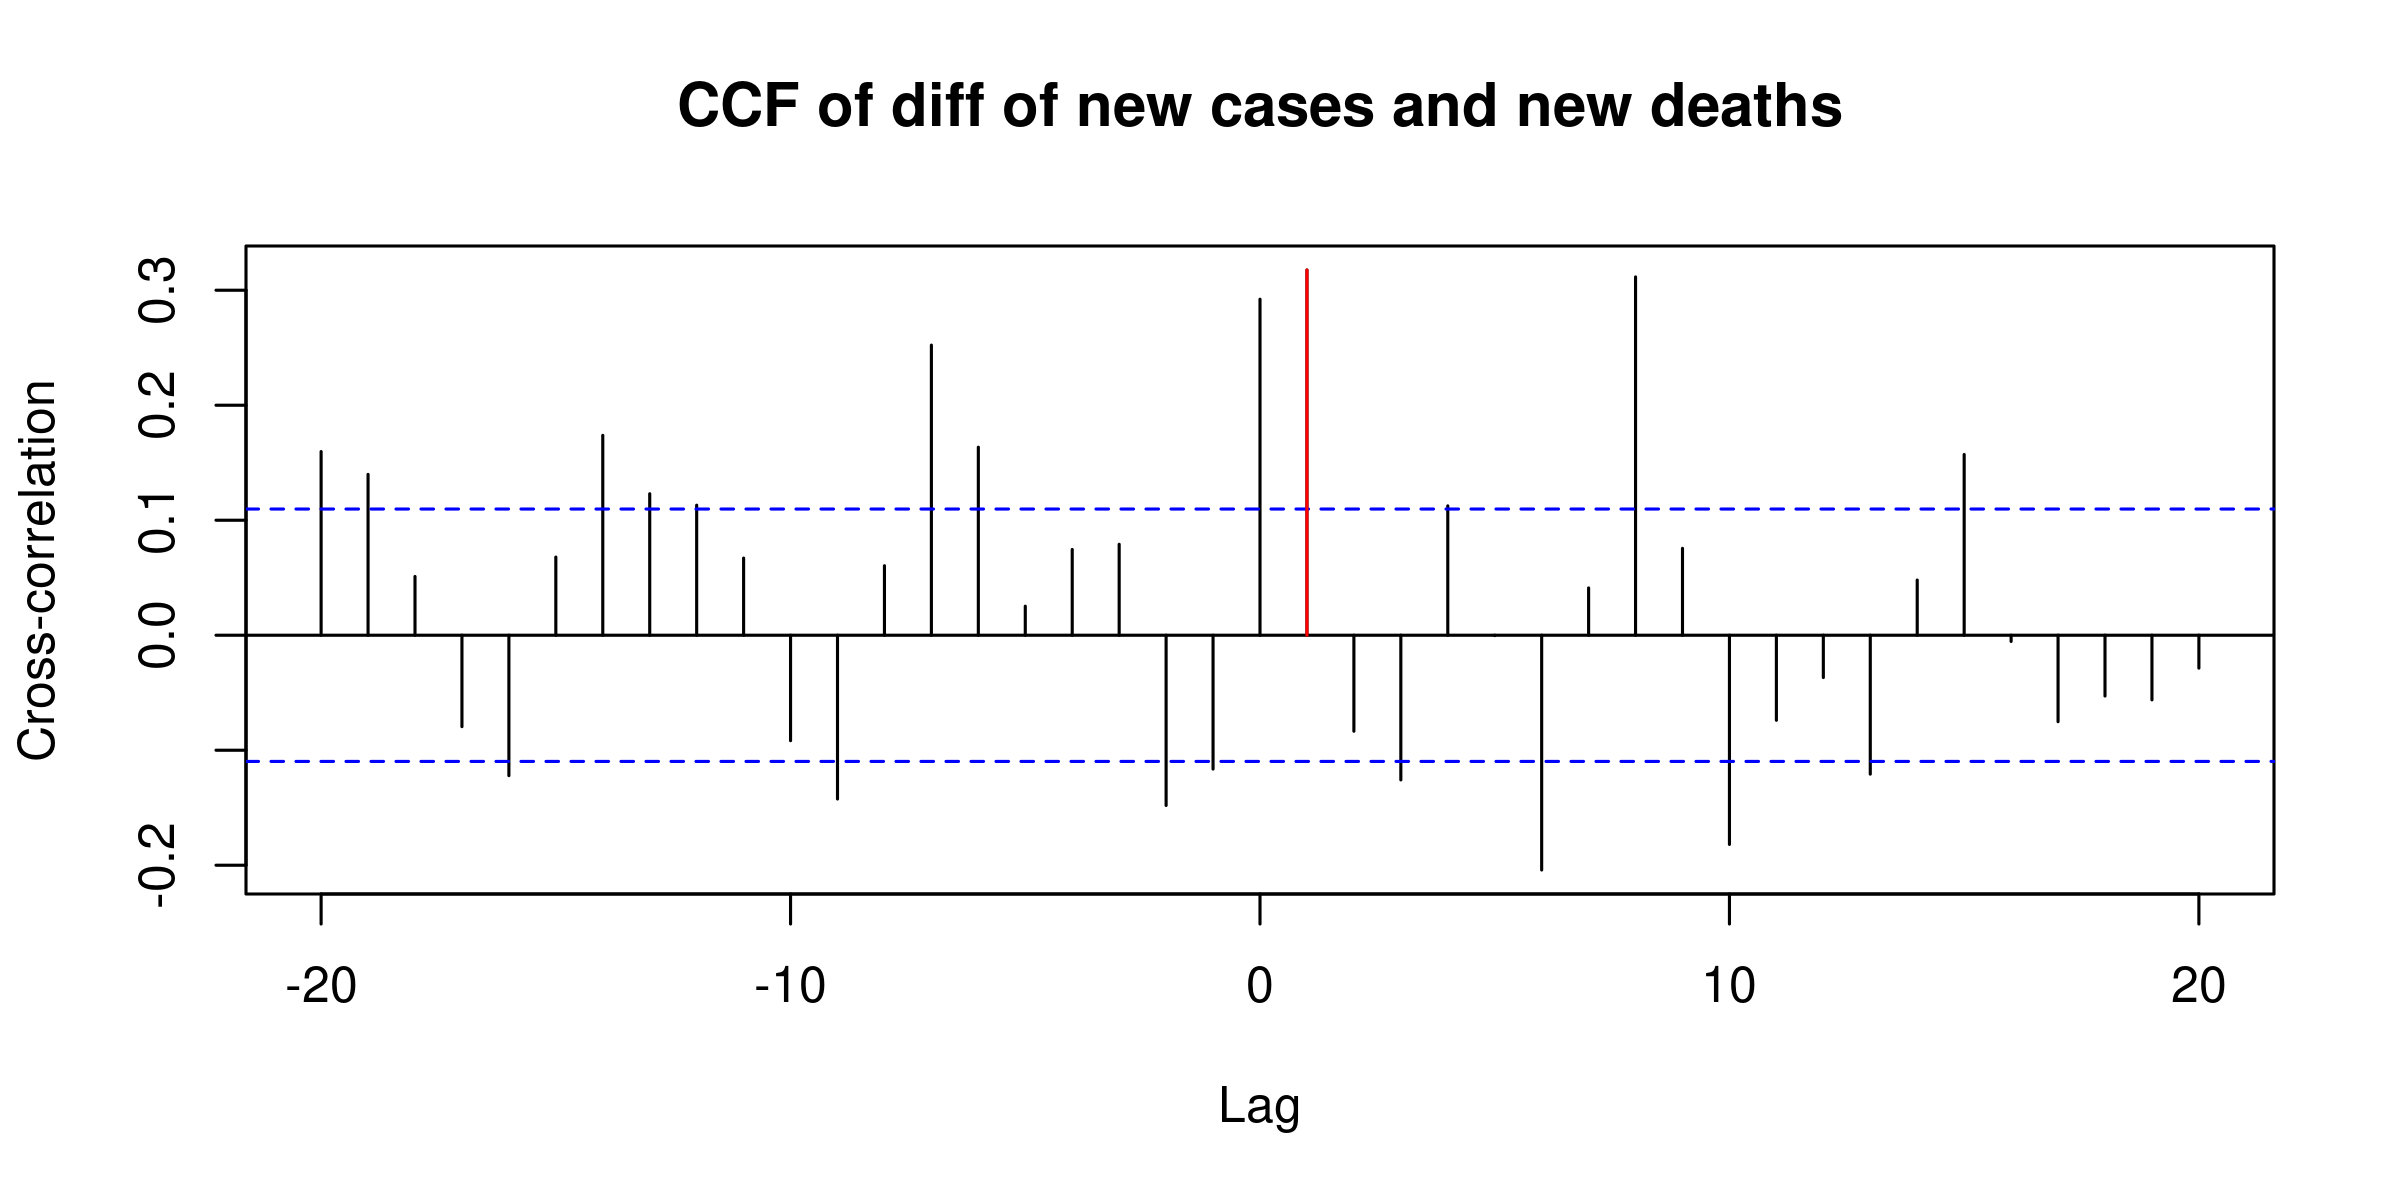 CCF of diff of new cases and new deaths
Cross-correlation
0.3
0.2
0.1
0.0
-0.2
-20 -10 0 10 20
Lag